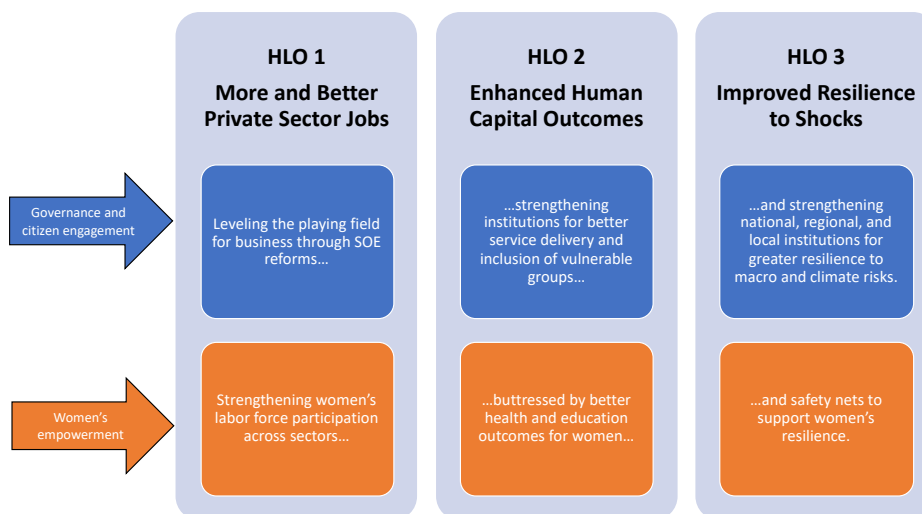 HLO 1
More and Better
Private Sector Jobs
HLO 2
Enhanced Human
Capital Outcomes
HLO 3
Improved Resilience
to Shocks
Governance and
citizen engagement
Leveling the playing field
for business through SOE
reforms…
…strengthening
institutions for better
service delivery and
inclusion of vulnerable
groups…
…and strengthening
national, regional, and
local institutions for
greater resilience to
macro and climate risks.
Women’s
empowerment
Strengthening women’s
labor force participation
across sectors…
…buttressed by better
health and education
outcomes for women…
…and safety nets to
support women’s
resilience.